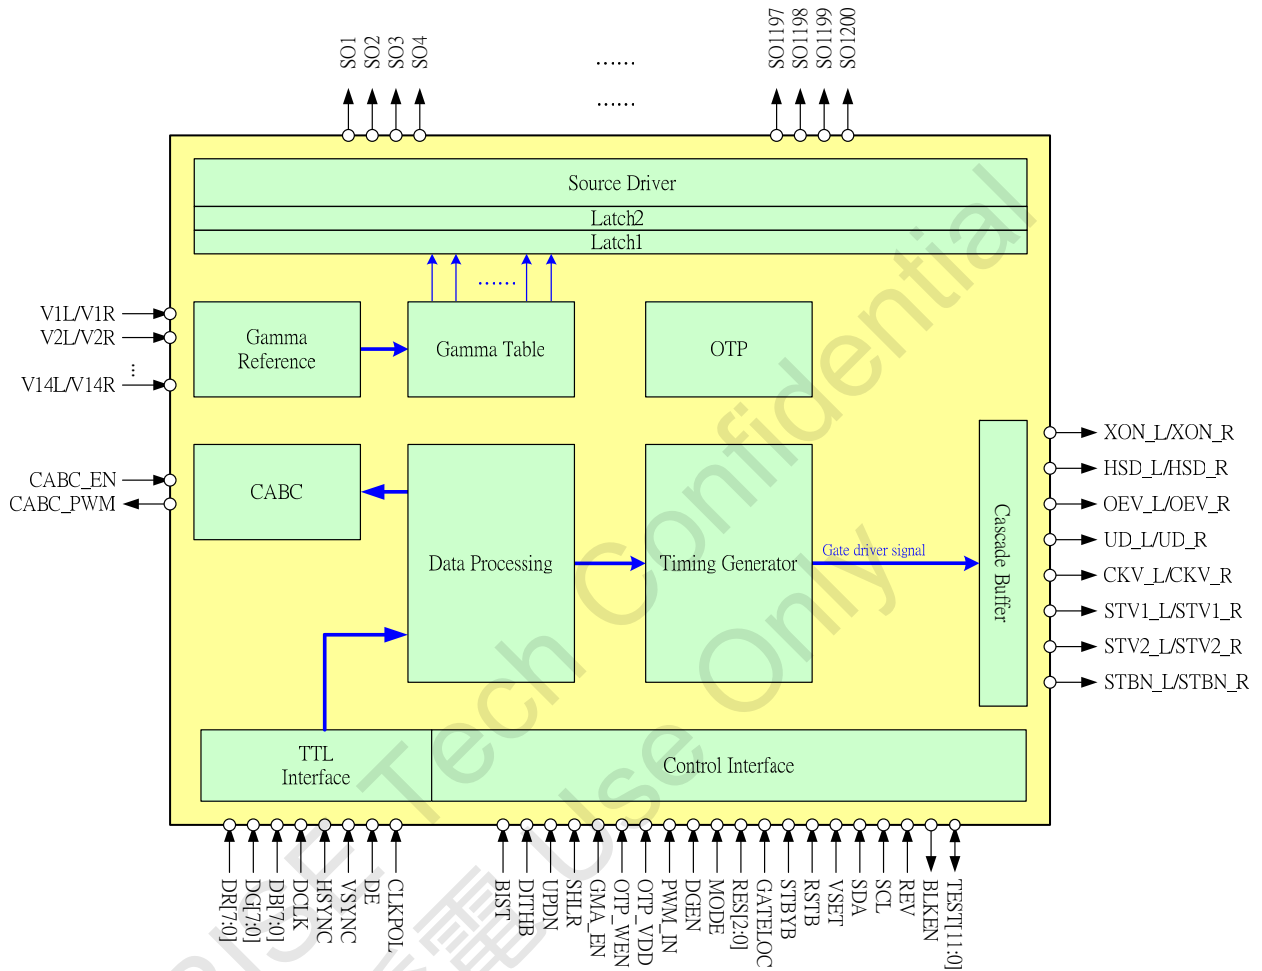 SO1
SO2
SO3
SO4
......
......
SO1197
SO1198
SO1199
SO1200
Source Driver
Latch2
Latch1
......
V1L/V1R
V2L/V2R
...
V14L/V14R
Gamma
Reference
Gamma Table
OTP
CABC_EN
CABC_PWM
CABC
Data Processing
Timing Generator
Gate driver signal
Cascade Buffer
XON_L/XON_R
HSD_L/HSD_R
OEV_L/OEV_R
UD_L/UD_R
CKV_L/CKV_R
STV1_L/STV1_R
STV2_L/STV2_R
STBN_L/STBN_R
TTL
Interface
Control Interface
DR[7:0]
DG[7:0]
DB[7:0]
DCLK
HSYNC
VSYNC
DE
CLKPOL
BIST
DITHB
UPDN
SHLR
GMA_EN
OTP_WEN
OTP_VDD
PWM_IN
DGEN
MODE
RES[2:0]
GATELOC
STBYB
RSTB
VSET
SDA
SCL
REV
BLKEN
TEST[11:0]
RISE Tech Confidential
電 Use Only